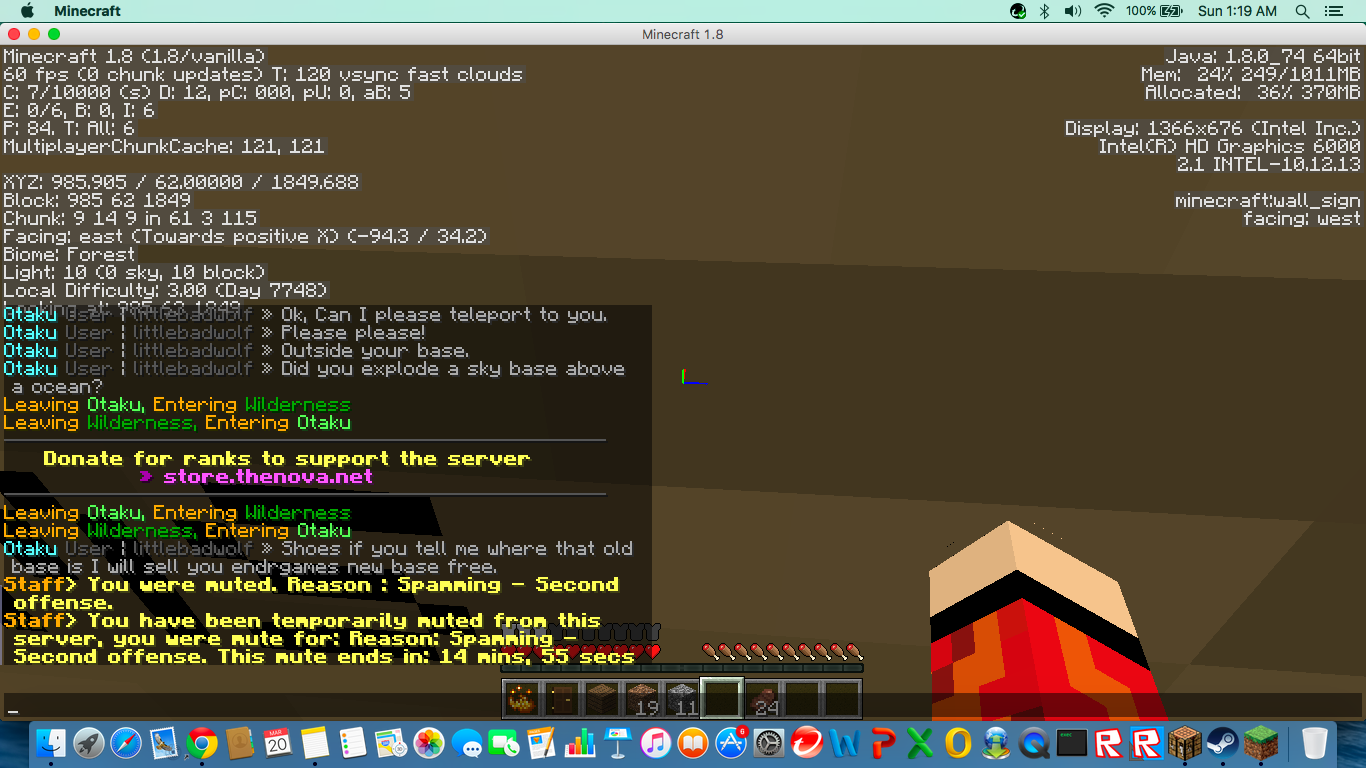 Minecraft
100%
Sun 1:19 AM
Minecraft 1.8
Minecraft 1.8 (1.8/vanilla)
60 fps (0 chunk updates) T: 120 vsync fast clouds
C: 7/10000 (s) D: 12, pC: 000, pU: 0, aB: 5
E: 0/6, B: 0, I: 6
P: 84. T: All: 6
MultiplayerChunkCache: 121, 121
XYZ: 985.905 / 62.00000 / 1849.688
Block: 985 62 1849
Chunk: 9 14 9 in 61 3 115
Facing: east (Towards positive X) (-94.3 / 34.2)
Biome: Forest
Light: 10 (0 sky, 10 block)
Local Difficulty: 3.00 (Day 7748)
Looking at: 985 62 1849
Java: 1.8.0_74 64bit
Mem: 24% 249/1011MB
Allocated: 36% 370MB
Display: 1366x676 (Intel Inc.)
Intel(R) HD Graphics 6000
2.1 INTEL-10.12.13
minecraft:wall_sign
facing: west
Otaku User | littlebadwolf » Ok, Can I please teleport to you.
Otaku User | littlebadwolf » Please please!
Otaku User | littlebadwolf » Outside your base.
Otaku User | littlebadwolf » Did you explode a sky base above
a ocean?
Leaving Otaku, Entering Wilderness
Leaving Wilderness, Entering Otaku
Donate for ranks to support the server
> store.thenova.net
Leaving Otaku, Entering Wilderness
Leaving Wilderness, Entering Otaku
Otaku User | littlebadwolf » Shoes if you tell me where that old
base is I will sell you endrgames new base free.
Staff> You were muted. Reason : Spamming - Second
offense.
Staff> You have been temporarily muted from this
server, you were mute for: Reason: Spamming -
Second offense. This mute ends in: 14 mins, 55 secs
_
19 11 24
MAR
20
6
EXEC